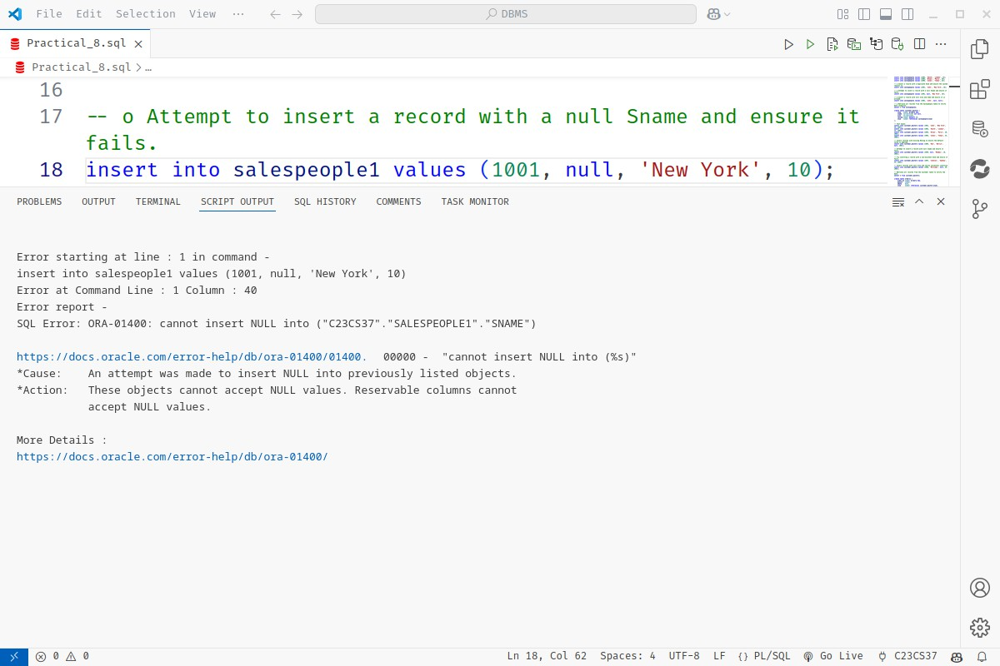 File Edit Selection View ··· DBMS
Practical_8.sql
Practical_8.sql > ...
16
17 -- o Attempt to insert a record with a null Sname and ensure it
fails.
18 insert into salespeople1 values (1001, null, 'New York', 10);
PROBLEMS OUTPUT TERMINAL SCRIPT OUTPUT SQL HISTORY COMMENTS TASK MONITOR
Error starting at line : 1 in command -
insert into salespeople1 values (1001, null, 'New York', 10)
Error at Command Line : 1 Column : 40
Error report -
SQL Error: ORA-01400: cannot insert NULL into ("C23CS37"."SALESPEOPLE1"."SNAME")
https://docs.oracle.com/error-help/db/ora-01400/01400. 00000 - "cannot insert NULL into (%s)"
*Cause: An attempt was made to insert NULL into previously listed objects.
*Action: These objects cannot accept NULL values. Reservable columns cannot
accept NULL values.
More Details :
https://docs.oracle.com/error-help/db/ora-01400/
0 0 Ln 18, Col 62 Spaces: 4 UTF-8 LF {} PL/SQL Go Live C23CS37